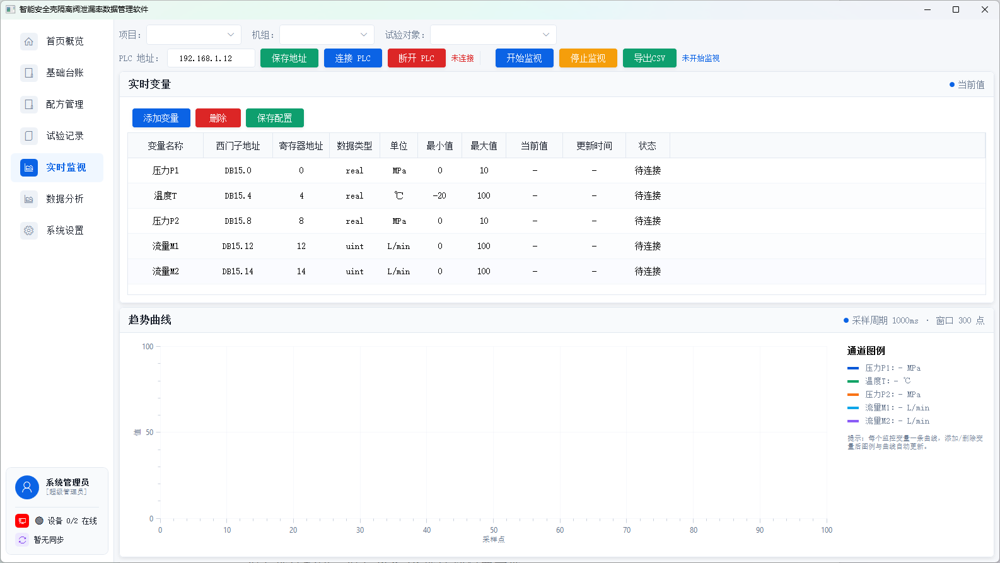 智能安全壳隔离阀泄漏率数据管理软件
首页概览
基础台账
配方管理
试验记录
实时监视
数据分析
系统设置
系统管理员
[超级管理员]
设备 0/2 在线
暂无同步
项目： 机组： 试验对象：
PLC 地址： 192.168.1.12 保存地址 连接 PLC 断开 PLC 未连接 开始监视 停止监视 导出CSV 未开始监视
实时变量 当前值
添加变量 删除 保存配置
变量名称 西门子地址 寄存器地址 数据类型 单位 最小值 最大值 当前值 更新时间 状态
压力P1 DB15.0 0 real MPa 0 10 - - 待连接
温度T DB15.4 4 real ℃ -20 100 - - 待连接
压力P2 DB15.8 8 real MPa 0 10 - - 待连接
流量M1 DB15.12 12 uint L/min 0 100 - - 待连接
流量M2 DB15.14 14 uint L/min 0 100 - - 待连接
趋势曲线 采样周期 1000ms · 窗口 300 点
100
50
0
值
0 10 20 30 40 50 60 70 80 90 100
采样点
通道图例
压力P1: - MPa
温度T: - ℃
压力P2: - MPa
流量M1: - L/min
流量M2: - L/min
提示: 每个监控变量一条曲线, 添加/删除变
量后图例与曲线自动更新。